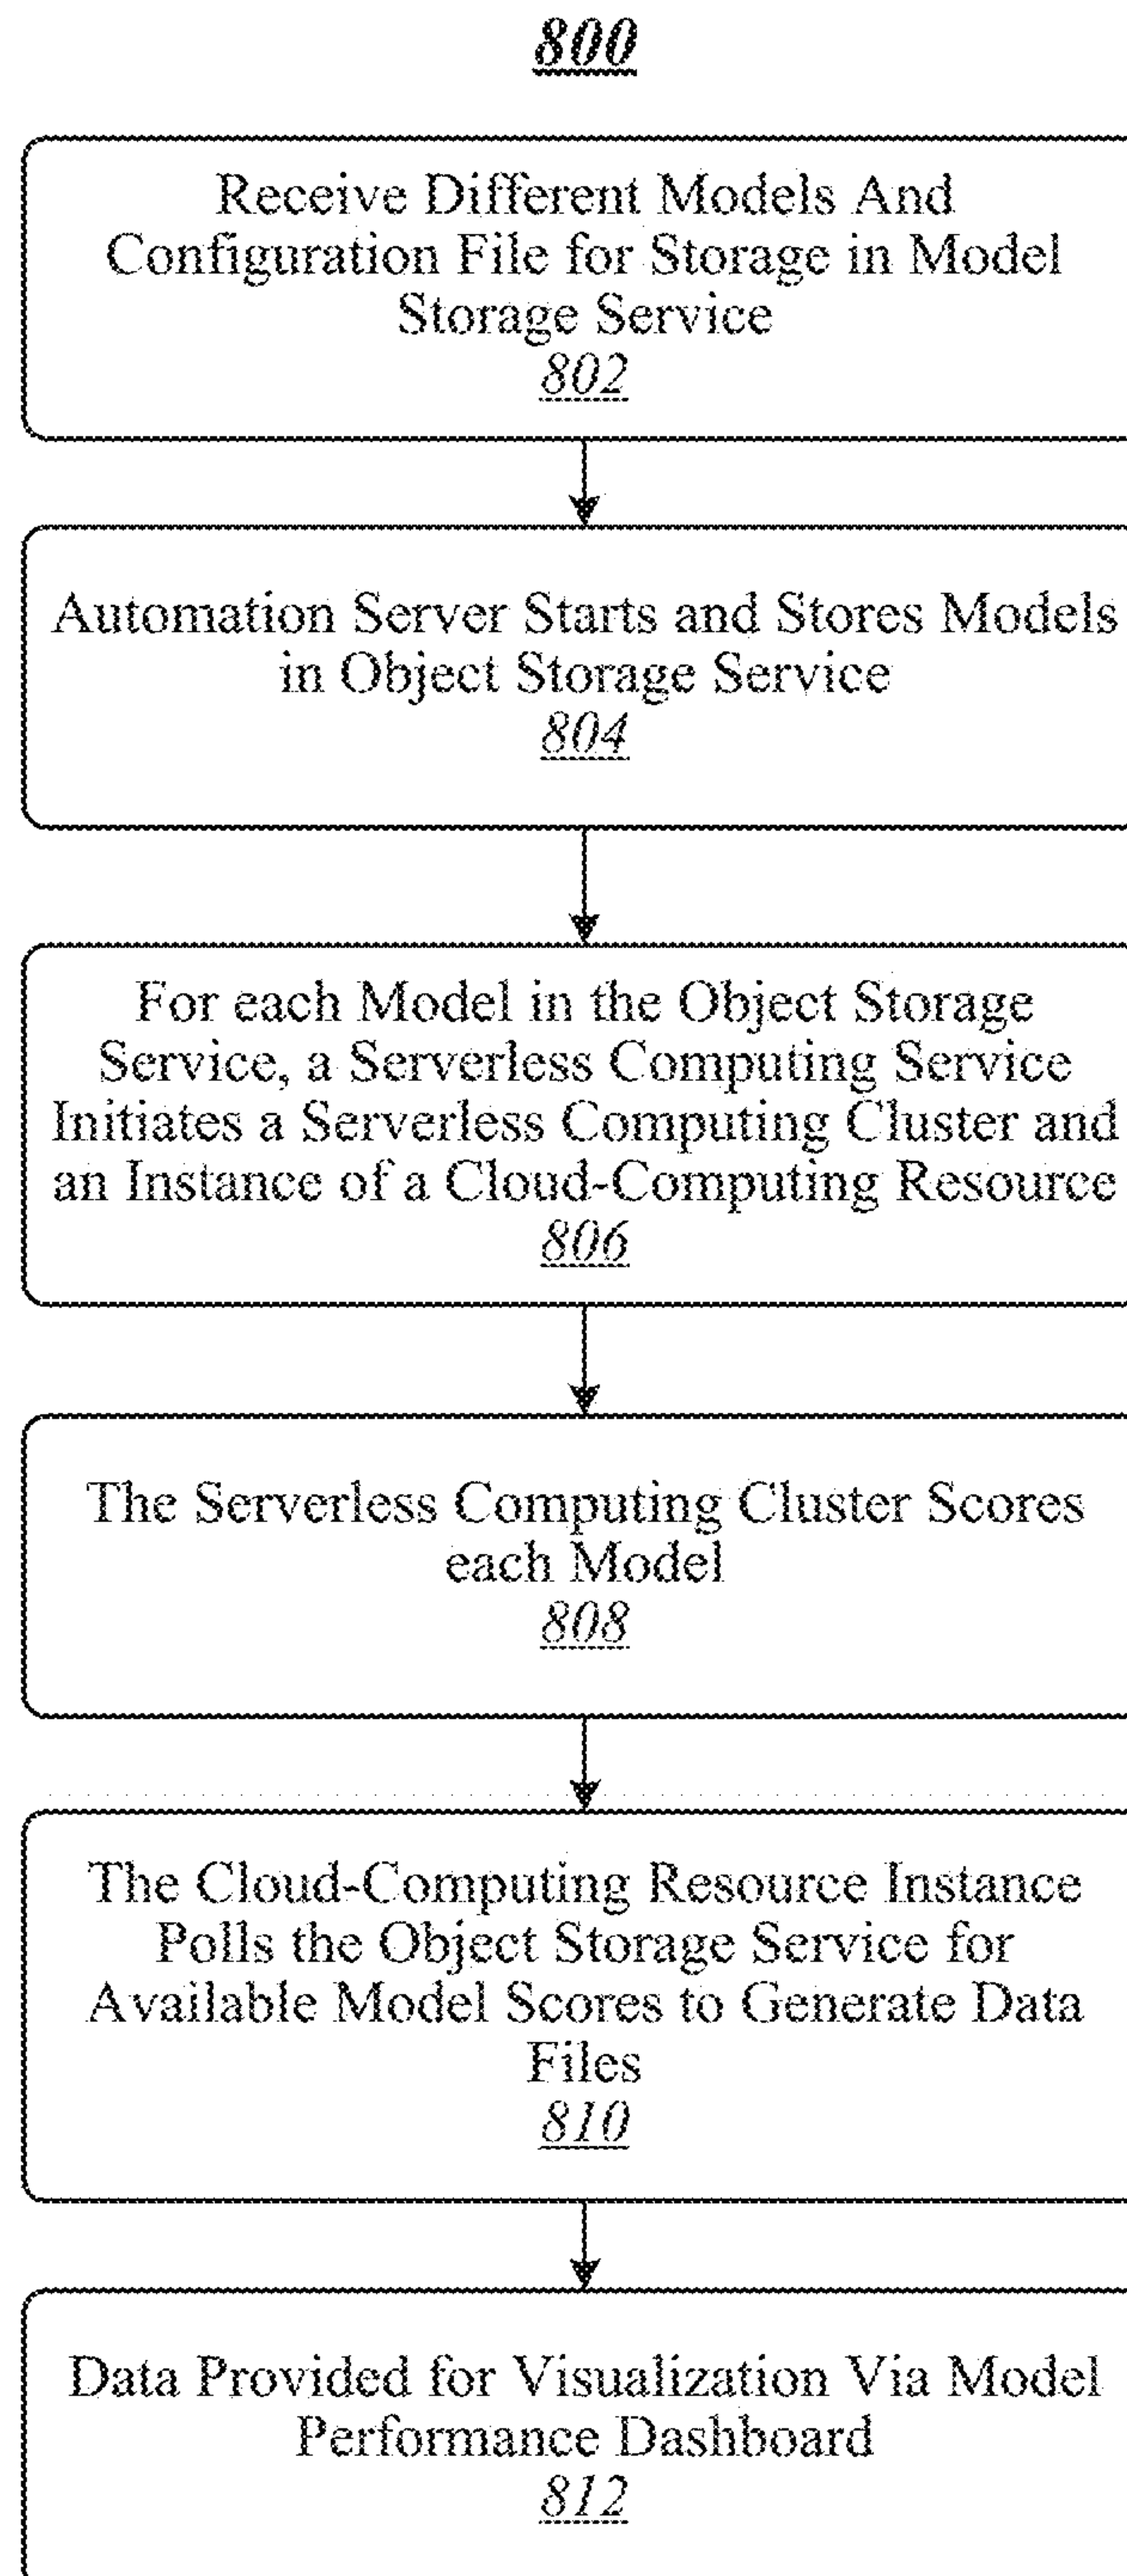 800
Receive Different Models And
Configuration File for Storage in Model
Storage Service
802
Automation Server Starts and Stores Models
in Object Storage Service
804
For each Model in the Object Storage
Service, a Serverless Computing Service
Initiates a Serverless Computing Cluster and
an Instance of a Cloud-Computing Resource
806
The Serverless Computing Cluster Scores
each Model
808
The Cloud-Computing Resource Instance
Polls the Object Storage Service for
Available Model Scores to Generate Data
Files
810
Data Provided for Visualization Via Model
Performance Dashboard
812